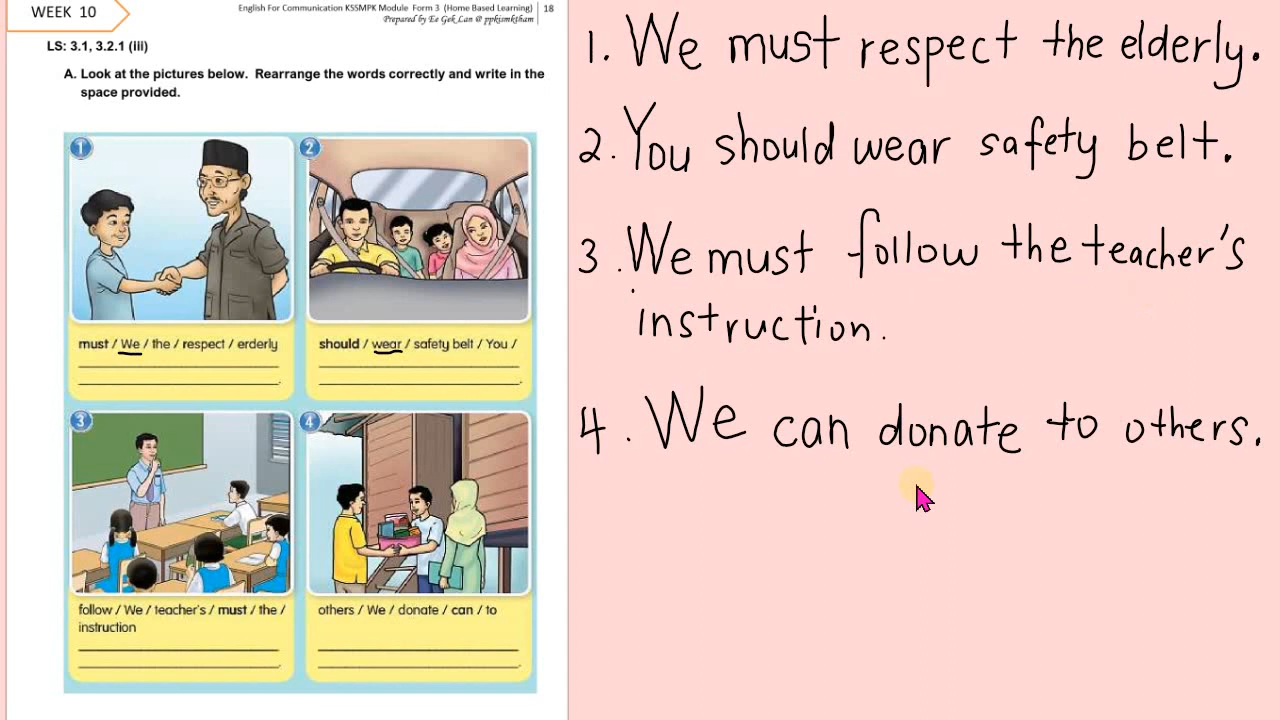 WEEK 10
English For Communication KSSMPK Module Form 3 (Home Based Learning) | 18
Prepared by Ee Gek Lan @ ppkismktham
LS: 3.1, 3.2.1 (iii)
A. Look at the pictures below. Rearrange the words correctly and write in the
space provided.
1
2
must / We / the / respect / erderly
should / wear / safety belt / You /
3
4
follow / We / teacher's / must / the /
instruction
others / We / donate / can / to
1. We must respect the elderly.
2. You should wear safety belt.
3. We must follow the teacher's
instruction.
4. We can donate to others.